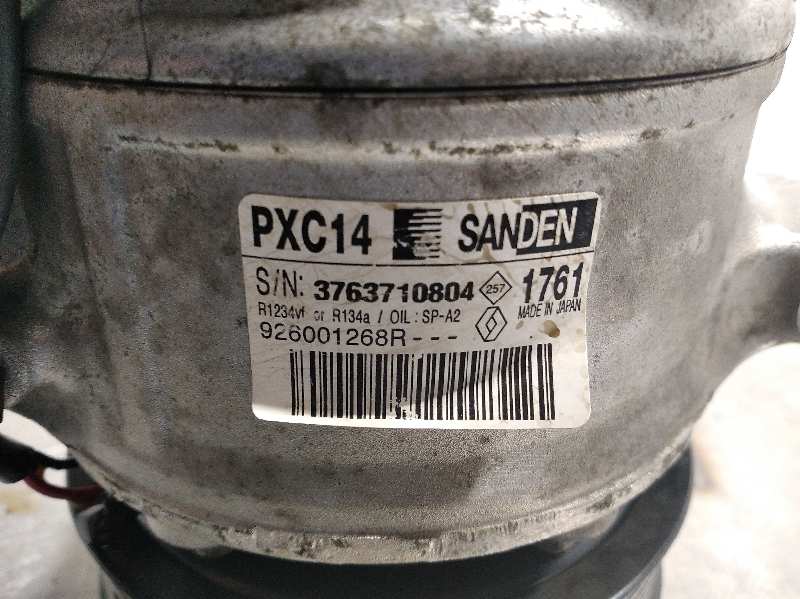 PXC14 SANDEN
S/N: 3763710804 257 1761
R1234yf or R134a / OIL : SP-A2 MADE IN JAPAN
926001268R---